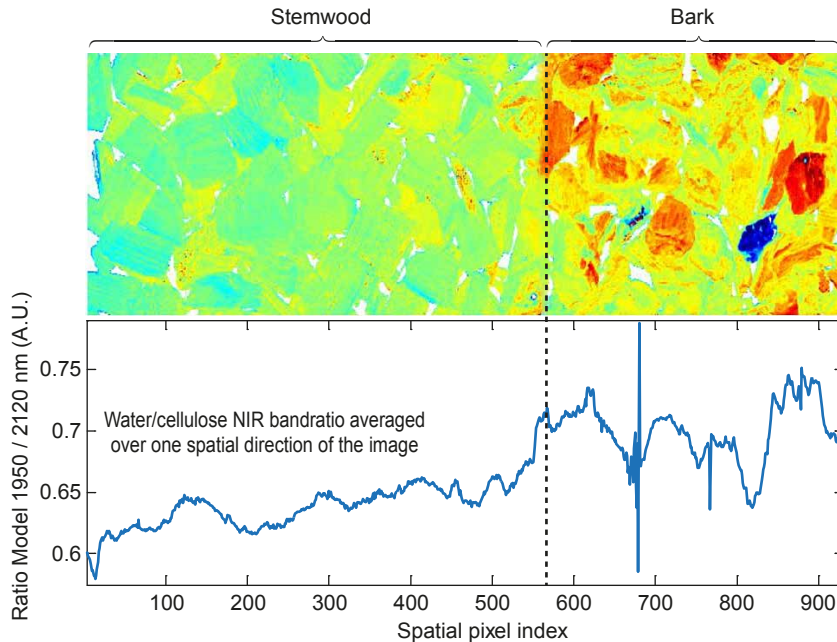 Stemwood
Bark
Ratio Model 1950 / 2120 nm (A.U.)
0.75
0.7
0.65
0.6
Water/cellulose NIR bandratio averaged
over one spatial direction of the image
100
200
300
400
500
600
700
800
900
Spatial pixel index